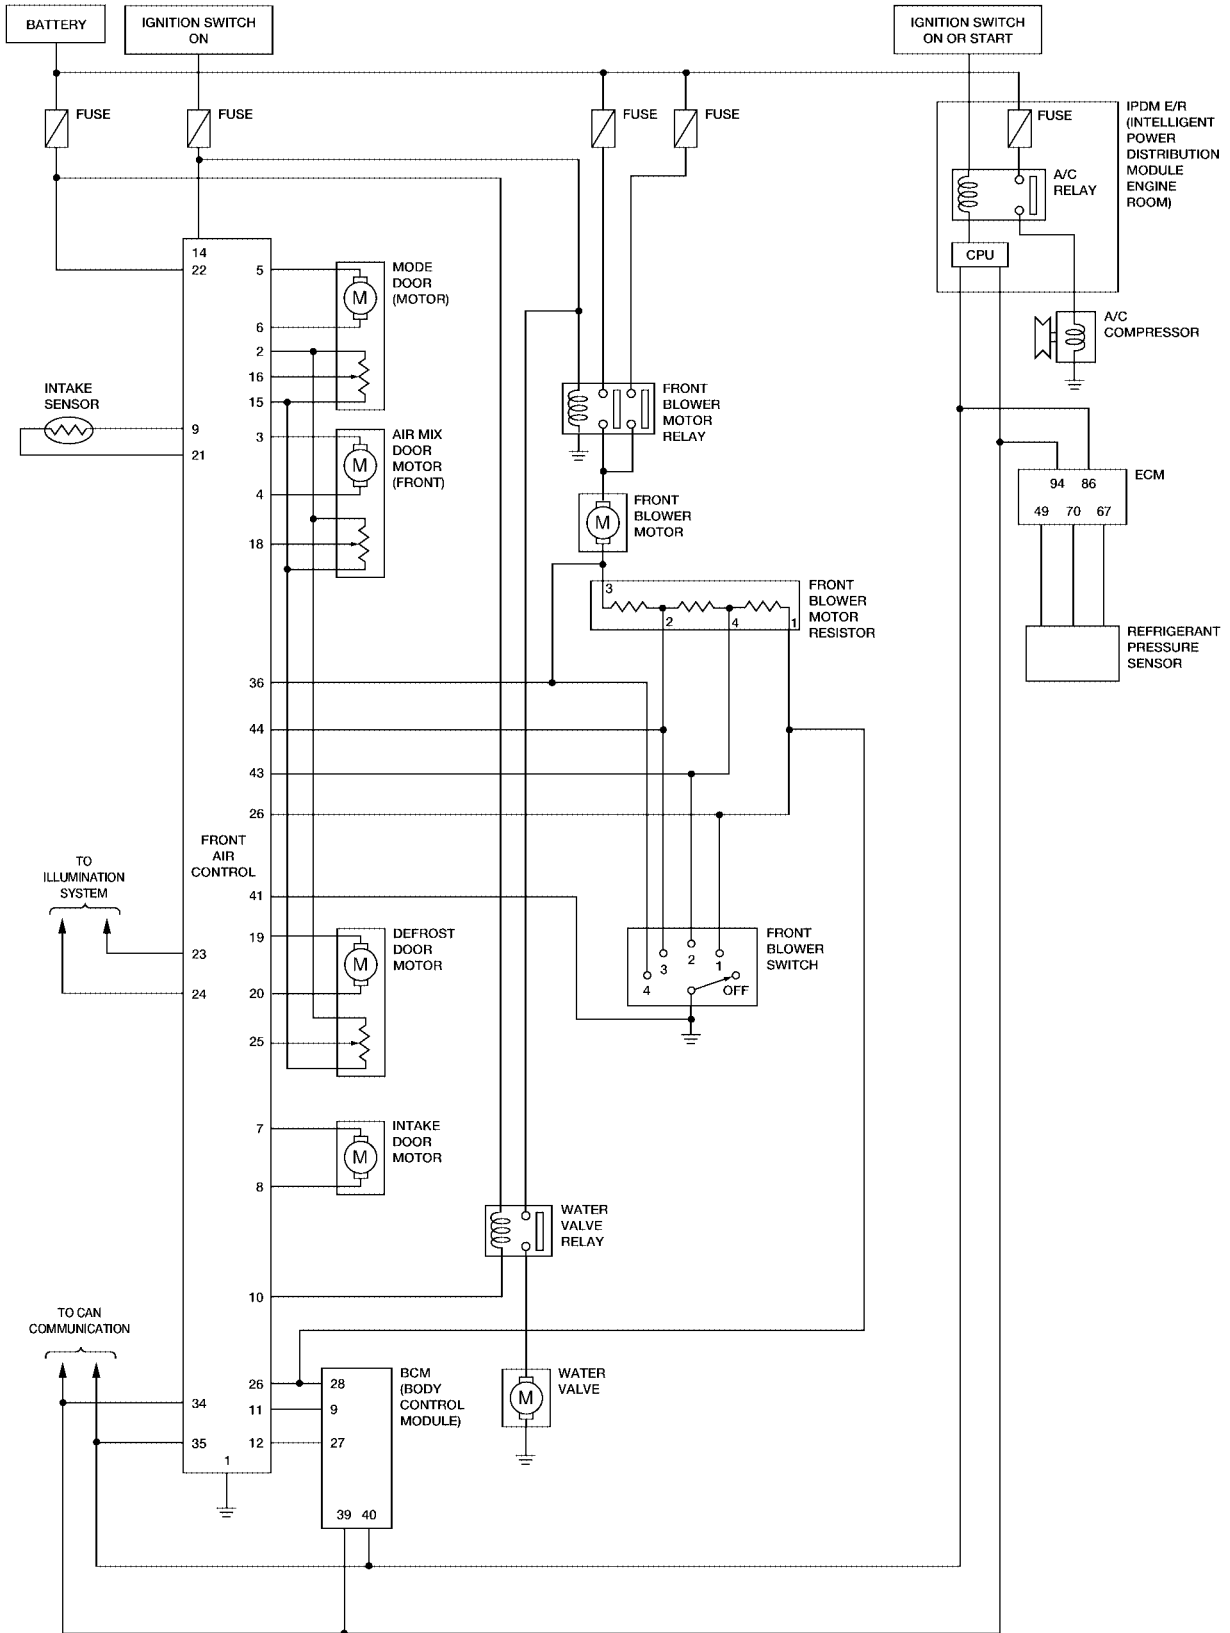 BATTERY
IGNITION SWITCH
ON
IGNITION SWITCH
ON OR START
FUSE
FUSE
FUSE
FUSE
FUSE
IPDM E/R
(INTELLIGENT
POWER
DISTRIBUTION
MODULE
ENGINE
ROOM)
A/C
RELAY
CPU
A/C
COMPRESSOR
14
22
5
6
2
16
15
MODE
DOOR
(MOTOR)
INTAKE
SENSOR
9
21
3
4
18
M
AIR MIX
DOOR
MOTOR
(FRONT)
M
FRONT
BLOWER
MOTOR
RELAY
FRONT
BLOWER
MOTOR
M
ECM
94 86
49 70 67
REFRIGERANT
PRESSURE
SENSOR
FRONT
BLOWER
MOTOR
RESISTOR
3
2
4
1
36
44
43
26
FRONT
AIR
CONTROL
41
TO
ILLUMINATION
SYSTEM
23
24
19
20
25
DEFROST
DOOR
MOTOR
M
FRONT
BLOWER
SWITCH
4
3
2
1
OFF
7
8
INTAKE
DOOR
MOTOR
M
WATER
VALVE
RELAY
10
TO CAN
COMMUNICATION
34
35
26
11
12
1
28
9
27
39 40
BCM
(BODY
CONTROL
MODULE)
WATER
VALVE
M